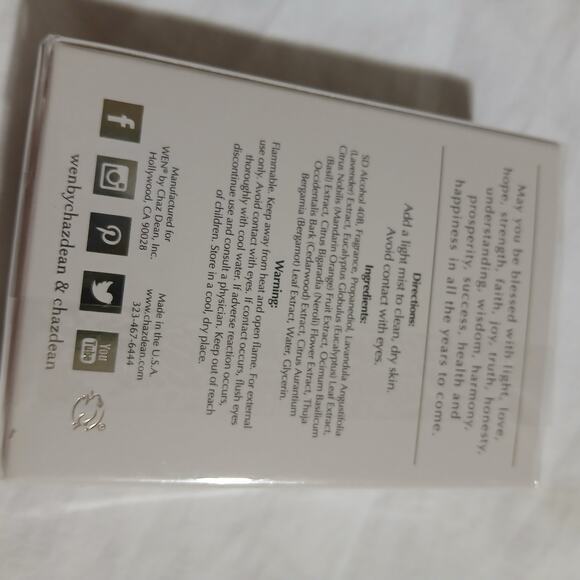 May you be blessed with light, love,
hope, strength, faith, joy, truth, honesty,
understanding, wisdom, harmony,
prosperity, success, health and
happiness in all the years to come.
Directions:
Add a light mist to clean, dry skin.
Avoid contact with eyes.
Ingredients:
SD Alcohol 40B, Fragrance, Propanediol, Lavandula Angustifolia
(Lavender) Extract, Eucalyptus Globulus (Eucalyptus) Leaf Extract,
Citrus Nobilis (Mandarin Orange) Fruit Extract, Ocimum Basilicum
(Basil) Extract, Citrus Bigaradia (Neroli) Flower Extract, Thuja
Occidentalis Bark (Cedarwood) Extract, Citrus Aurantium
Bergamia (Bergamot) Leaf Extract, Water, Glycerin.
Warning:
Flammable. Keep away from heat and open flame. For external
use only. Avoid contact with eyes. If contact occurs, flush eyes
thoroughly with cool water. If adverse reaction occurs,
discontinue use and consult a physician. Keep out of reach
of children. Store in a cool, dry place.
Manufactured for
WEN® by Chaz Dean, Inc.
Hollywood, CA 90028
Made in the U.S.A.
www.chazdean.com
323-467-6444
f
P
You
Tube
wenbychazdean & chazdean